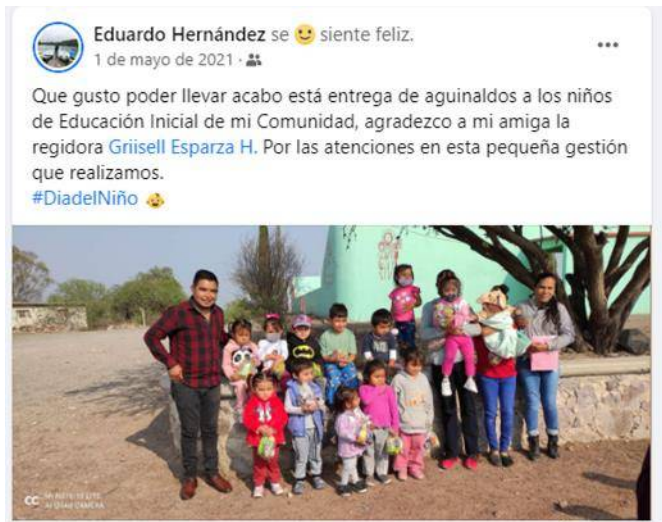 Eduardo Hernández se 🙂 siente feliz.
1 de mayo de 2021 ·
Que gusto poder llevar acabo está entrega de aguinaldos a los niños
de Educación Inicial de mi Comunidad, agradezco a mi amiga la
regidora Griisell Esparza H. Por las atenciones en esta pequeña gestión
que realizamos.
#DiadelNiño 👶